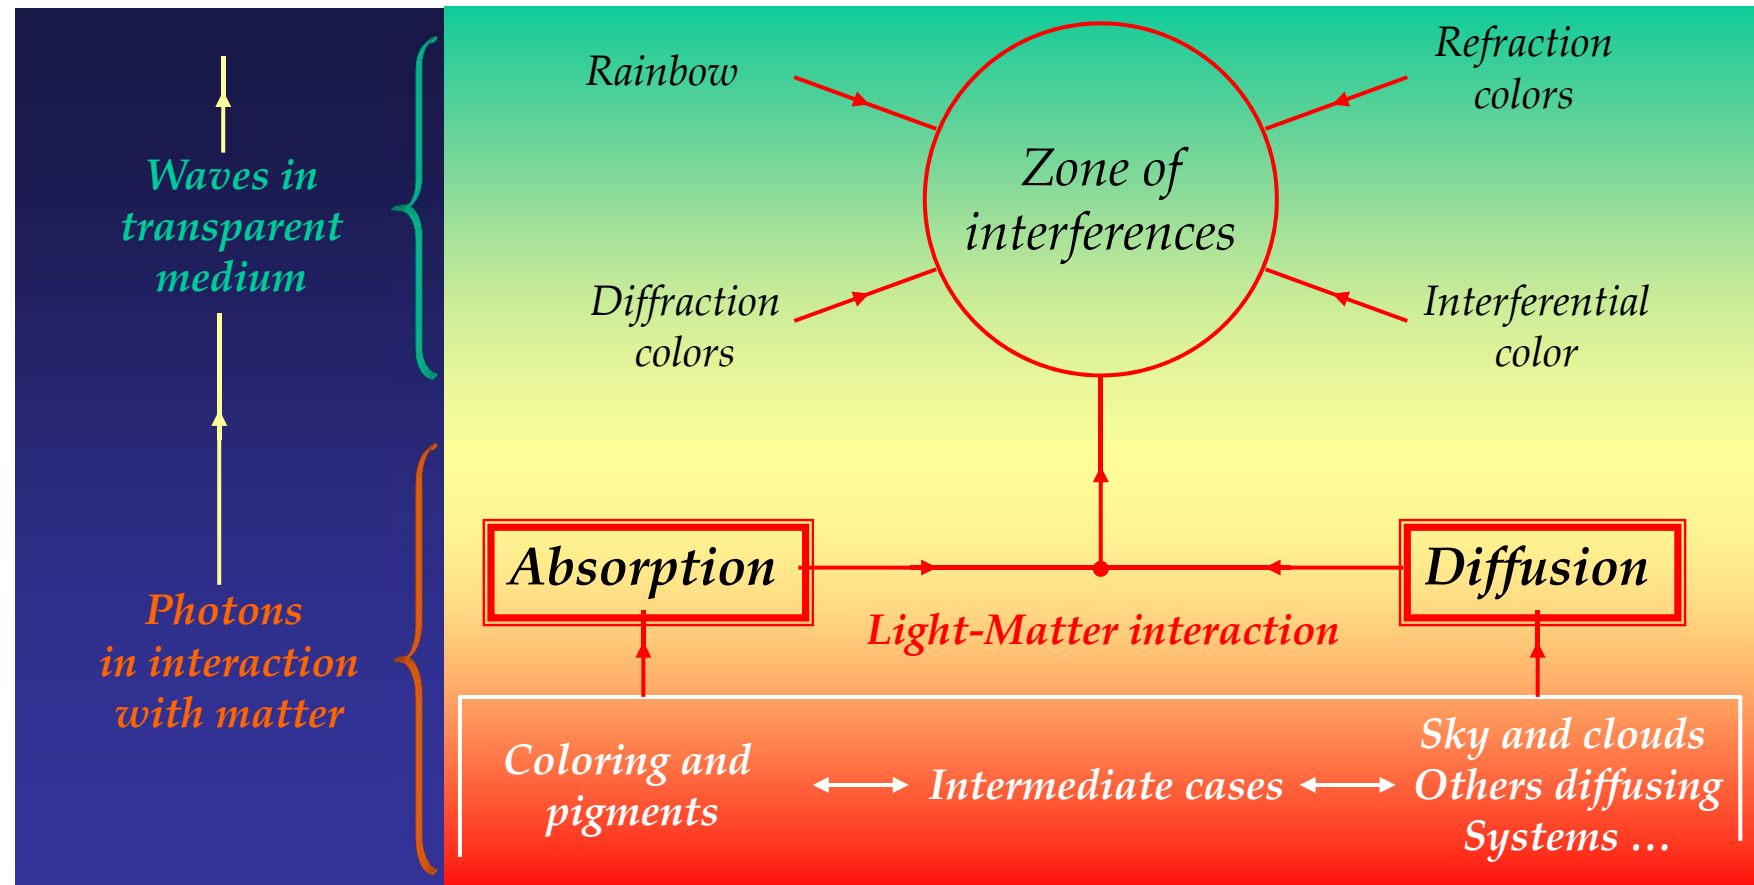 Waves in
transparent
medium
Photons
in interaction
with matter
Rainbow
Refraction
colors
Zone of
interferences
Diffraction
colors
Interferential
color
Absorption
Diffusion
Light-Matter interaction
Coloring and
pigments
Intermediate cases
Sky and clouds
Others diffusing
Systems ...